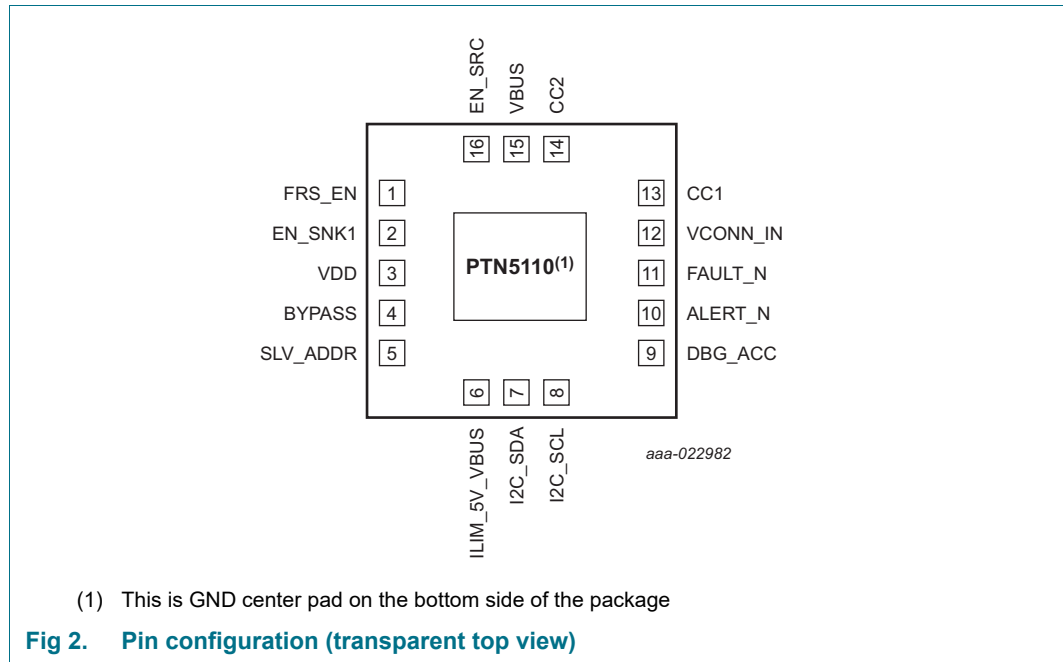 EN_SRC
VBUS
CC2
16
15
14
FRS_EN 1
EN_SNK1 2
VDD 3
BYPASS 4
SLV_ADDR 5
PTN5110(1)
13 CC1
12 VCONN_IN
11 FAULT_N
10 ALERT_N
9 DBG_ACC
6
7
8
ILIM_5V_VBUS
I2C_SDA
I2C_SCL
aaa-022982
(1) This is GND center pad on the bottom side of the package
Fig 2. Pin configuration (transparent top view)